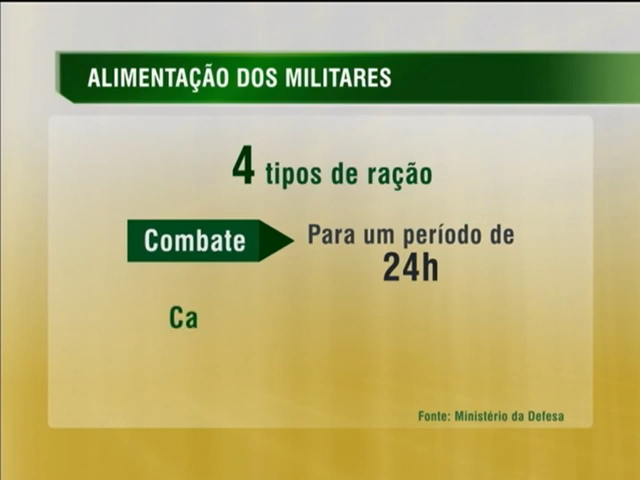 ALIMENTAÇÃO DOS MILITARES
4 tipos de ração
Combate
Para um período de
24h
Ca
Fonte: Ministério da Defesa